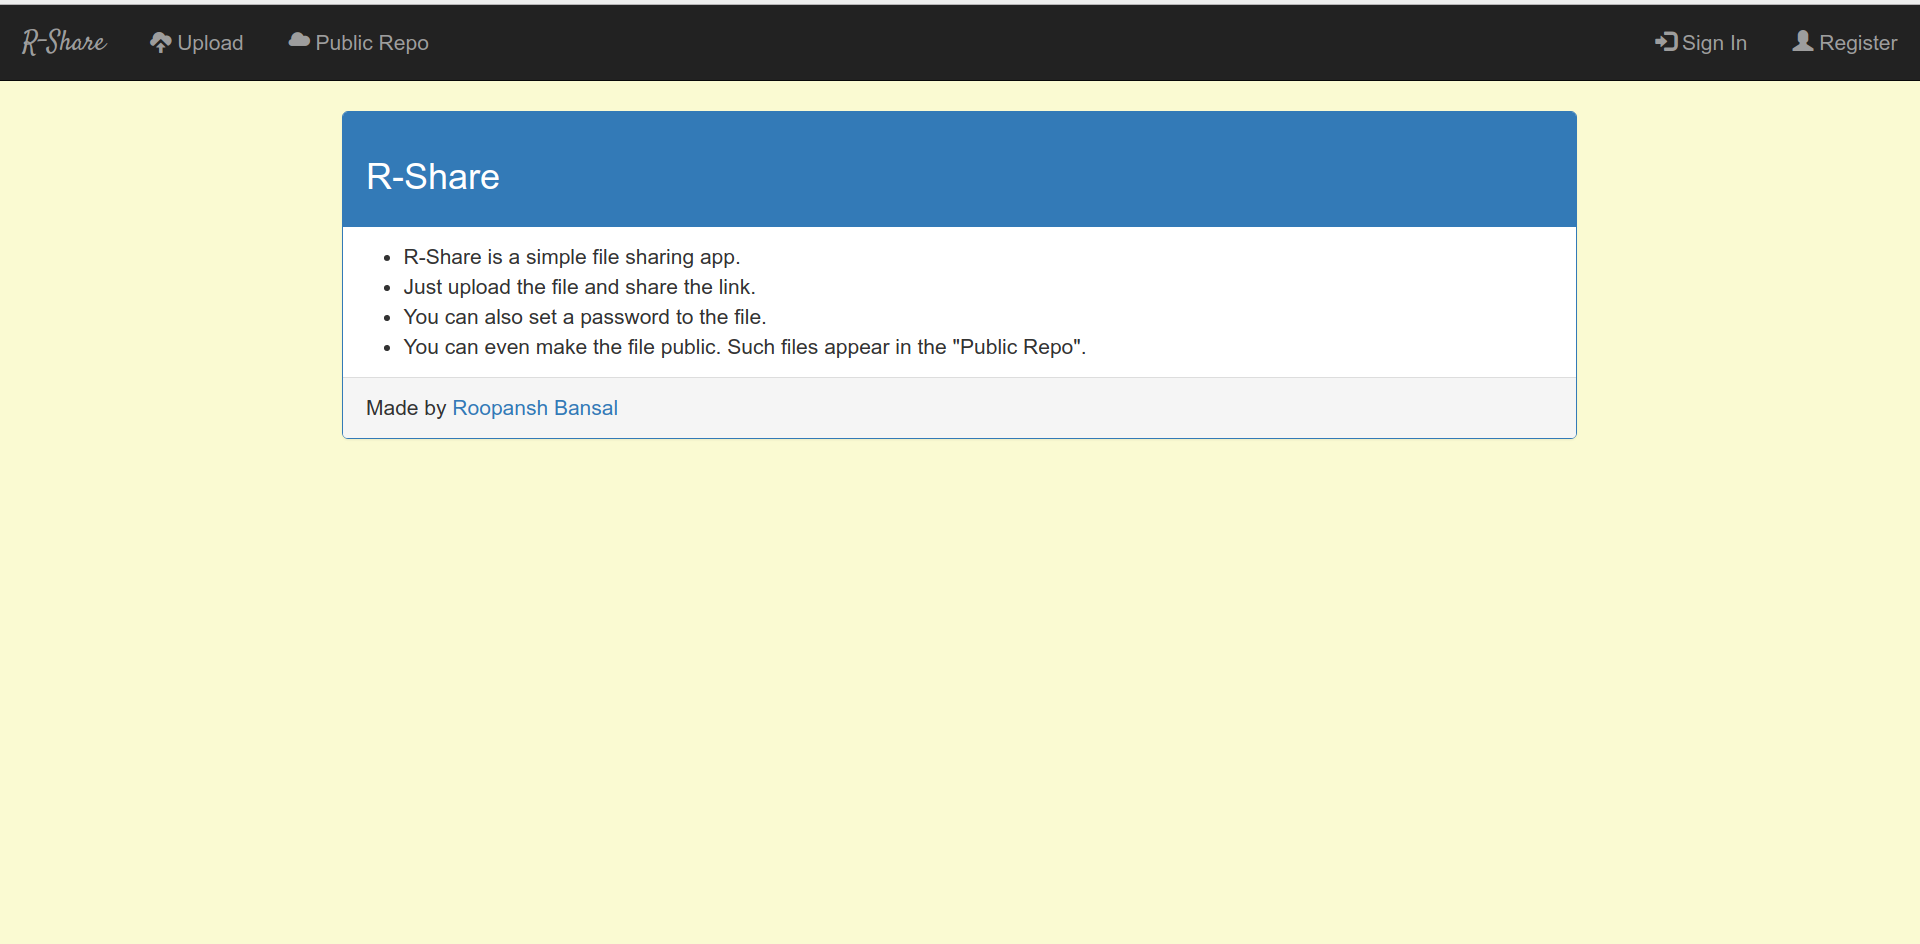 R-Share
Upload
Public Repo
Sign In
Register
R-Share
R-Share is a simple file sharing app.
Just upload the file and share the link.
You can also set a password to the file.
You can even make the file public. Such files appear in the "Public Repo".
Made by Roopansh Bansal